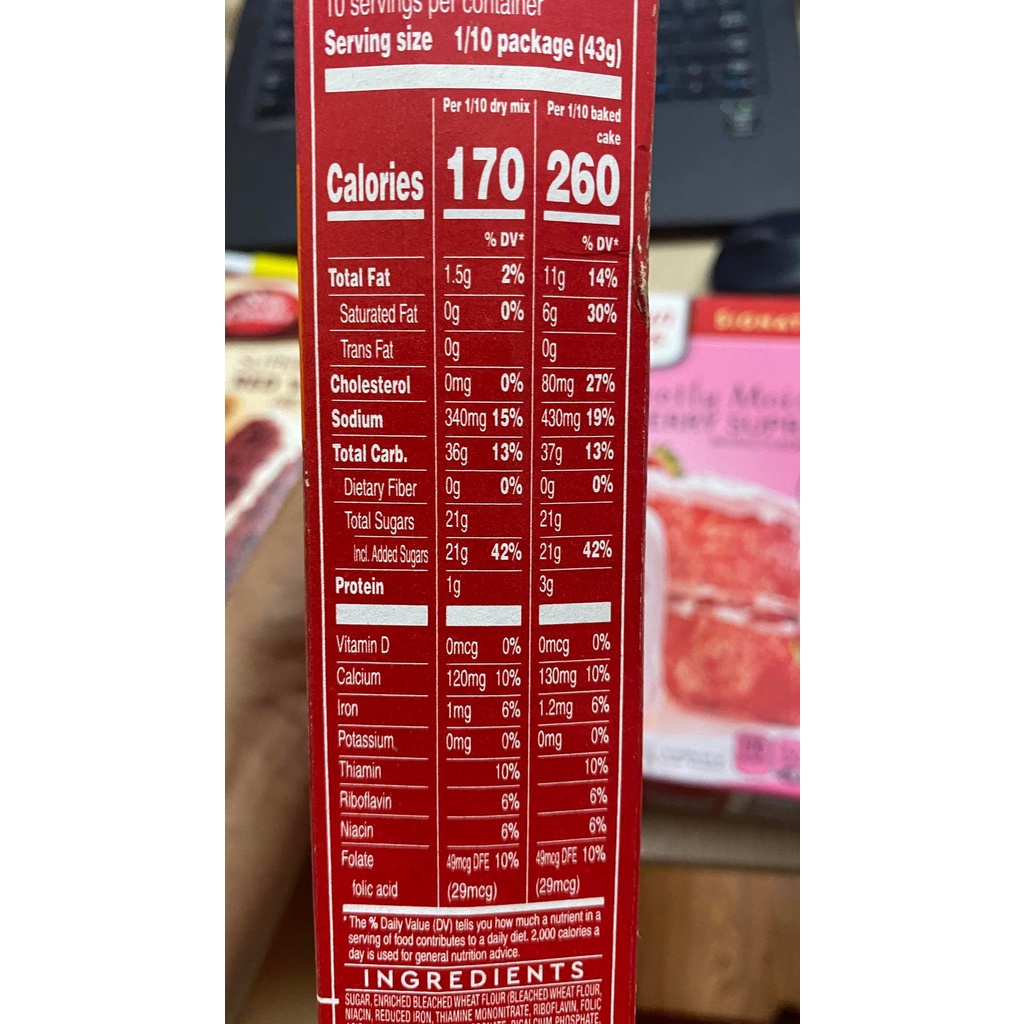 10 servings per container
Serving size 1/10 package (43g)
Per 1/10 dry mix Per 1/10 baked cake
Calories 170 260
% DV* % DV*
Total Fat 1.5g 2% 11g 14%
Saturated Fat 0g 0% 6g 30%
Trans Fat 0g 0g
Cholesterol 0mg 0% 80mg 27%
Sodium 340mg 15% 430mg 19%
Total Carb. 36g 13% 37g 13%
Dietary Fiber 0g 0% 0g 0%
Total Sugars 21g 21g
Incl. Added Sugars 21g 42% 21g 42%
Protein 1g 3g
Vitamin D 0mcg 0% 0mcg 0%
Calcium 120mg 10% 130mg 10%
Iron 1mg 6% 1.2mg 6%
Potassium 0mg 0% 0mg 0%
Thiamin 10% 10%
Riboflavin 6% 6%
Niacin 6% 6%
Folate 49mcg DFE 10% 49mcg DFE 10%
folic acid (29mcg) (29mcg)
*The % Daily Value (DV) tells you how much a nutrient in a
serving of food contributes to a daily diet. 2,000 calories a
day is used for general nutrition advice.
INGREDIENTS
SUGAR, ENRICHED BLEACHED WHEAT FLOUR (BLEACHED WHEAT FLOUR,
NIACIN, REDUCED IRON, THIAMINE MONONITRATE, RIBOFLAVIN, FOLIC
DICALCIUM PHOSPHATE,